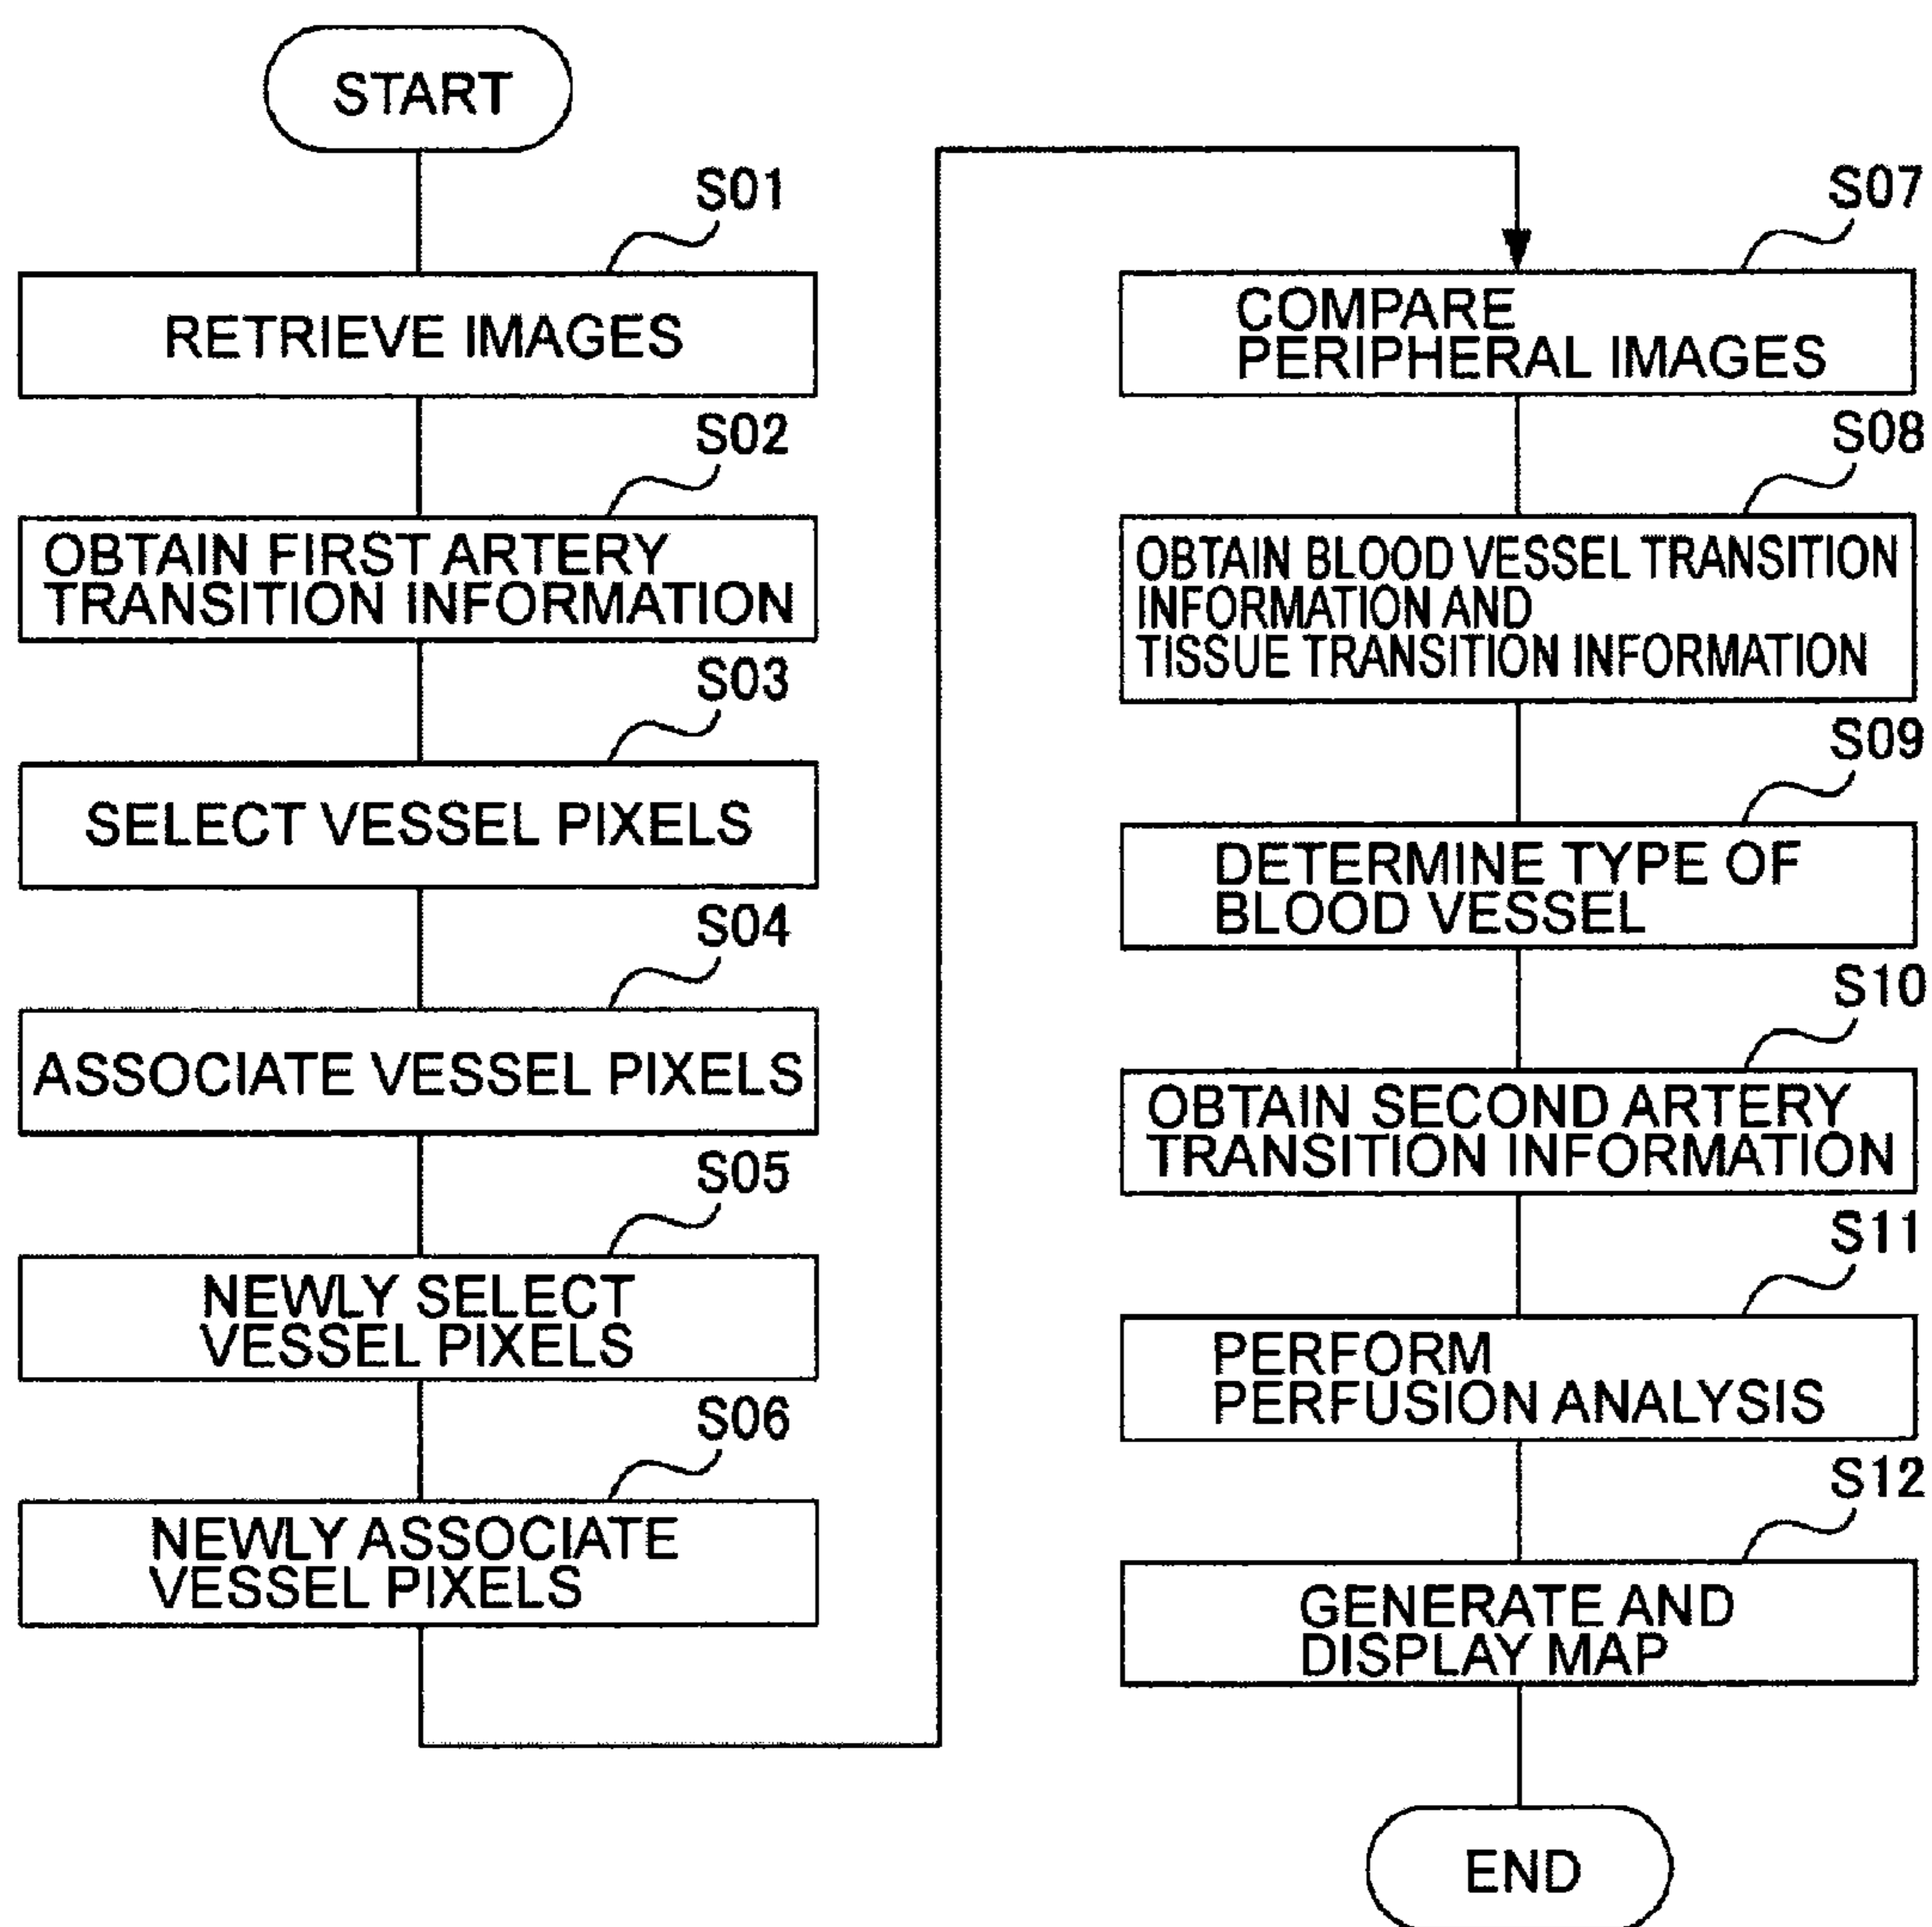 START
S01
RETRIEVE IMAGES
S02
OBTAIN FIRST ARTERY
TRANSITION INFORMATION
S03
SELECT VESSEL PIXELS
S04
ASSOCIATE VESSEL PIXELS
S05
NEWLY SELECT
VESSEL PIXELS
S06
NEWLY ASSOCIATE
VESSEL PIXELS
S07
COMPARE
PERIPHERAL IMAGES
S08
OBTAIN BLOOD VESSEL TRANSITION
INFORMATION AND
TISSUE TRANSITION INFORMATION
S09
DETERMINE TYPE OF
BLOOD VESSEL
S10
OBTAIN SECOND ARTERY
TRANSITION INFORMATION
S11
PERFORM
PERFUSION ANALYSIS
S12
GENERATE AND
DISPLAY MAP
END